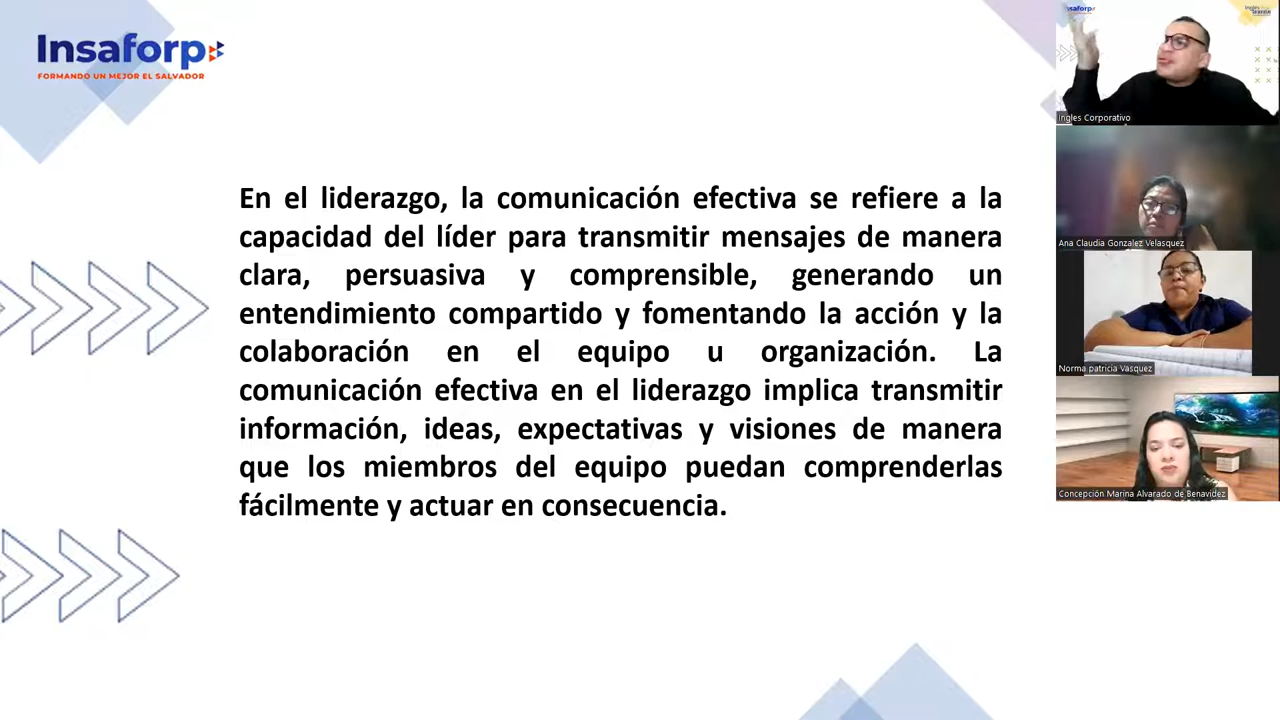 Insaforp
FORMANDO UN MEJOR EL SALVADOR
En el liderazgo, la comunicación efectiva se refiere a la
capacidad del líder para transmitir mensajes de manera
clara, persuasiva y comprensible, generando un
entendimiento compartido y fomentando la acción y la
colaboración en el equipo u organización. La
comunicación efectiva en el liderazgo implica transmitir
información, ideas, expectativas y visiones de manera
que los miembros del equipo puedan comprenderlas
fácilmente y actuar en consecuencia.
Insaforp
Ingles Corporativo
Ana Claudia Gonzalez Velasquez
Norma patricia Vasquez
Concepción Marina Alvarado de Benavidez